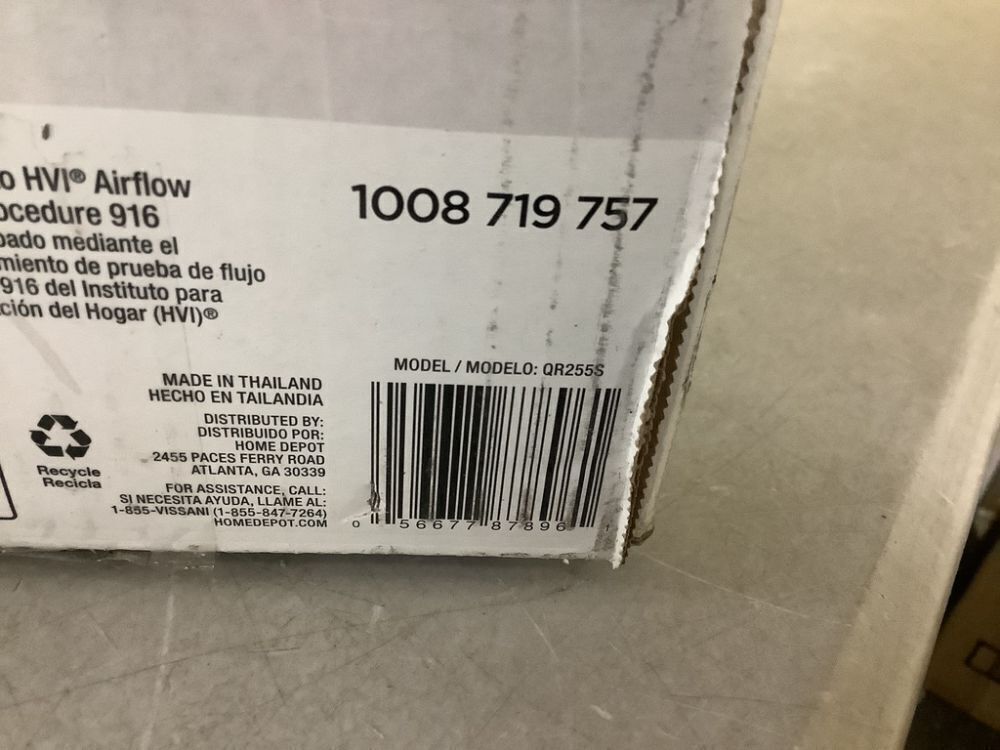 o HVI® Airflow
ocedure 916
bado mediante el
miento de prueba de flujo
916 del Instituto para
ción del Hogar (HVI)®
1008 719 757
MODEL / MODELO: QR255S
MADE IN THAILAND
HECHO EN TAILANDIA
DISTRIBUTED BY:
DISTRIBUIDO POR:
HOME DEPOT
2455 PACES FERRY ROAD
ATLANTA, GA 30339
Recycle
Recicla
FOR ASSISTANCE, CALL:
SI NECESITA AYUDA, LLAME AL:
1-855-VISSANI (1-855-847-7264)
HOMEDEPOT.COM
0 56677 87896 1